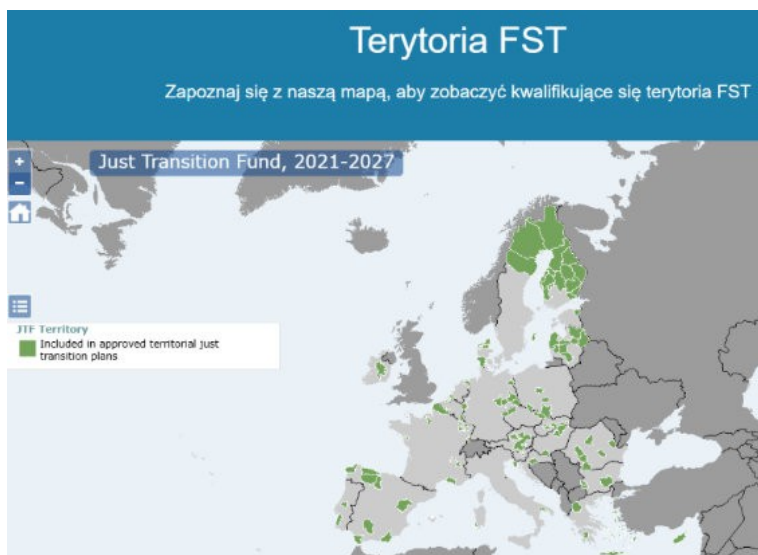 Terytoria FST
Zapoznaj się z naszą mapą, aby zobaczyć kwalifikujące się terytoria FST
+
Just Transition Fund, 2021-2027
−
JTF Territory
Included in approved territorial just
transition plans